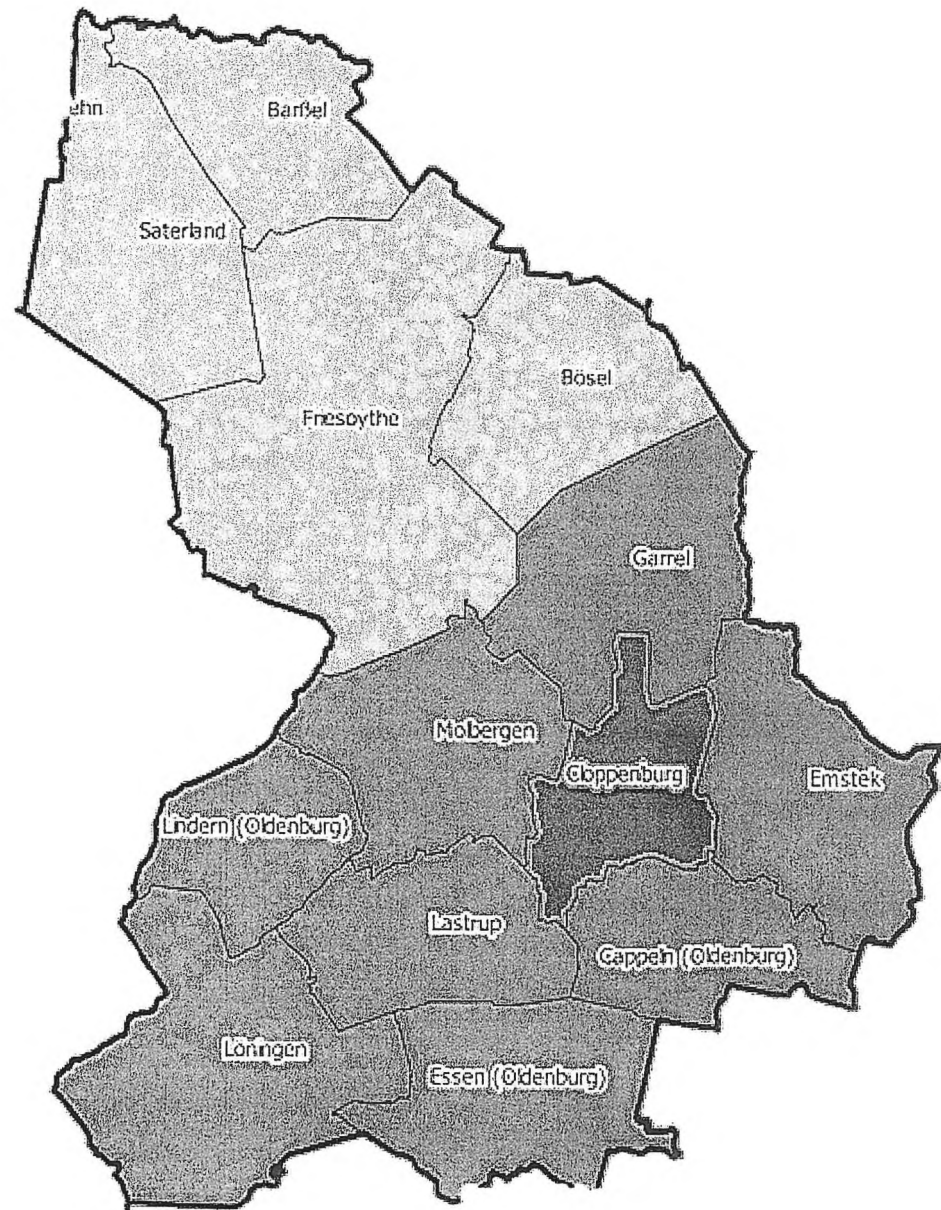 Barßel
ehn
Saterland
Bösel
Friesoythe
Garrel
Molbergen
Cloppenburg
Emstek
Lindern (Oldenburg)
Lastrup
Cappeln (Oldenburg)
Löningen
Essen (Oldenburg)